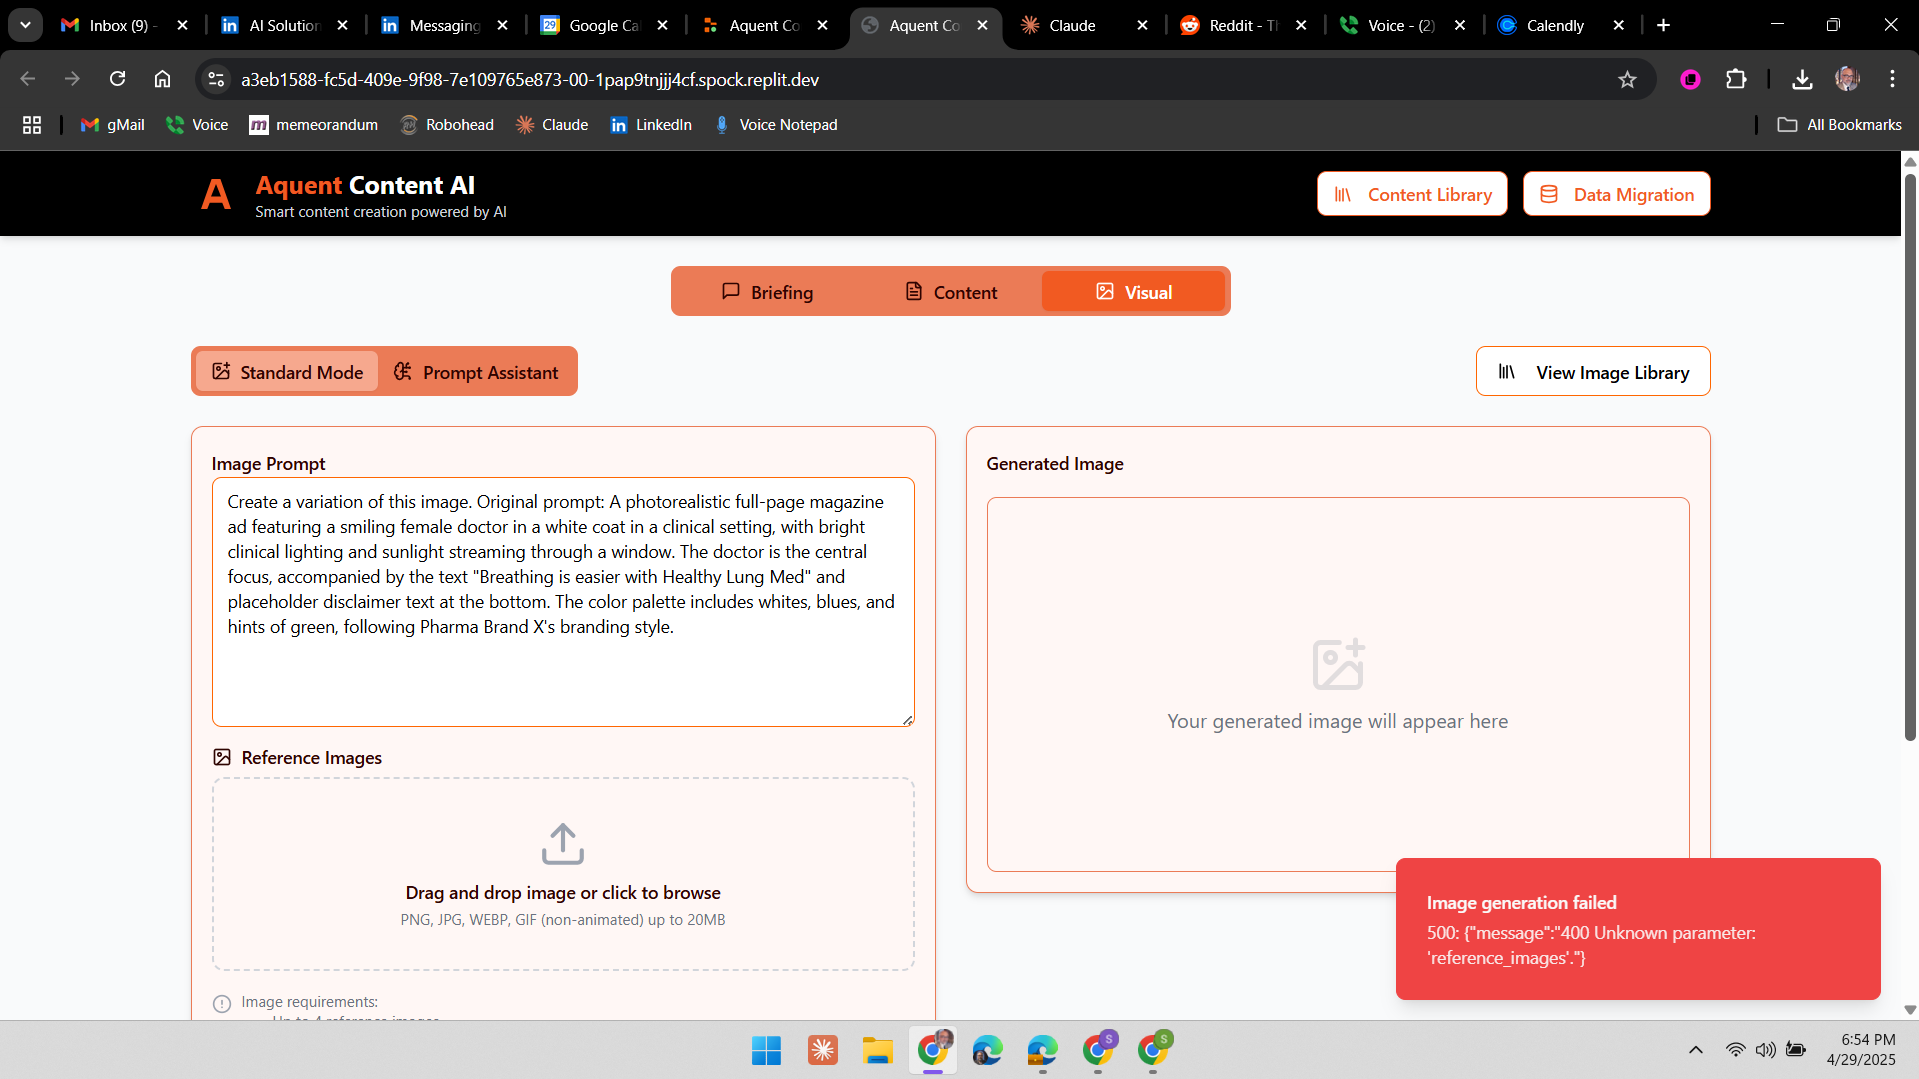 Inbox (9) -
AI Solution
Messaging
Google Cal
Aquent Co
Aquent Co
Claude
Reddit - Th
Voice - (2)
Calendly
a3eb1588-fc5d-409e-9f98-7e109765e873-00-1pap9tnjjj4cf.spock.replit.dev
gMail
Voice
memeorandum
Robohead
Claude
LinkedIn
Voice Notepad
All Bookmarks
A
Aquent Content AI
Smart content creation powered by AI
Content Library
Data Migration
Briefing
Content
Visual
Standard Mode
Prompt Assistant
View Image Library
Image Prompt
Create a variation of this image. Original prompt: A photorealistic full-page magazine
ad featuring a smiling female doctor in a white coat in a clinical setting, with bright
clinical lighting and sunlight streaming through a window. The doctor is the central
focus, accompanied by the text "Breathing is easier with Healthy Lung Med" and
placeholder disclaimer text at the bottom. The color palette includes whites, blues, and
hints of green, following Pharma Brand X's branding style.
Reference Images
Drag and drop image or click to browse
PNG, JPG, WEBP, GIF (non-animated) up to 20MB
Image requirements:
Up to 4 reference images
Generated Image
Your generated image will appear here
Image generation failed
500: {"message":"400 Unknown parameter:
'reference_images'."}
6:54 PM
4/29/2025